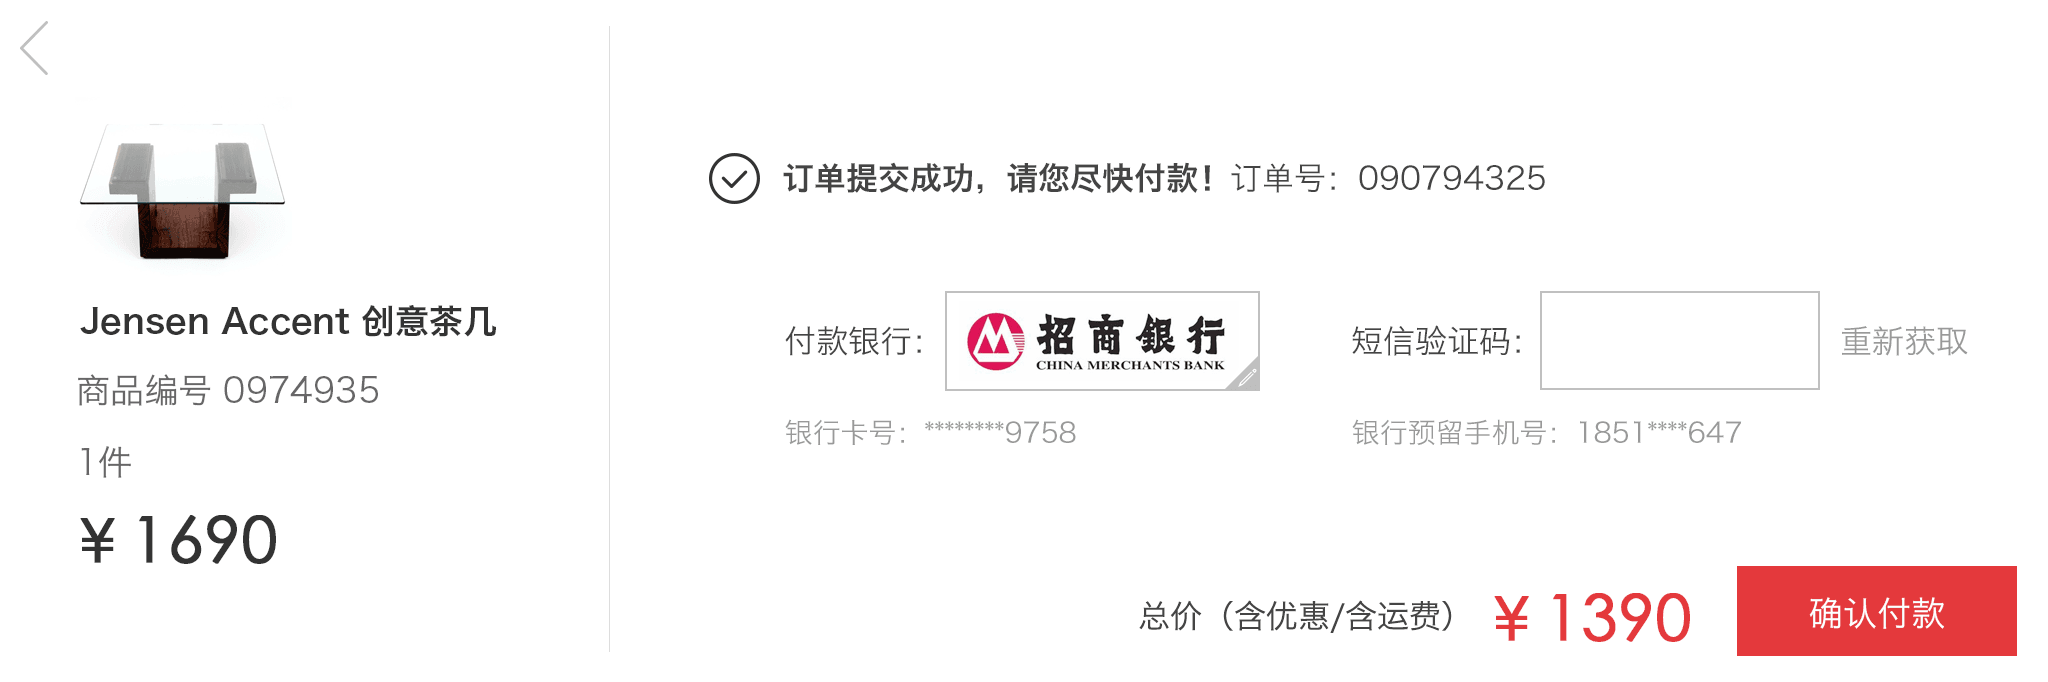 Jensen Accent 创意茶几
商品编号 0974935
1件
¥ 1690
订单提交成功，请您尽快付款！订单号：090794325
付款银行：
招商銀行
CHINA MERCHANTS BANK
短信验证码：
重新获取
银行卡号：********9758
银行预留手机号：1851****647
总价（含优惠/含运费）
¥ 1390
确认付款